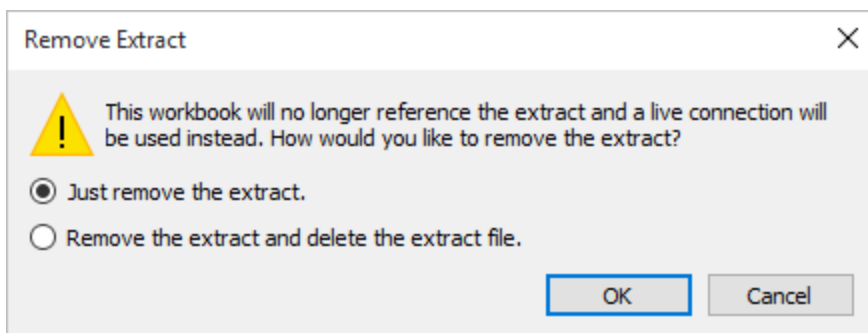 Remove Extract
This workbook will no longer reference the extract and a live connection will
be used instead. How would you like to remove the extract?
Just remove the extract.
Remove the extract and delete the extract file.
OK Cancel